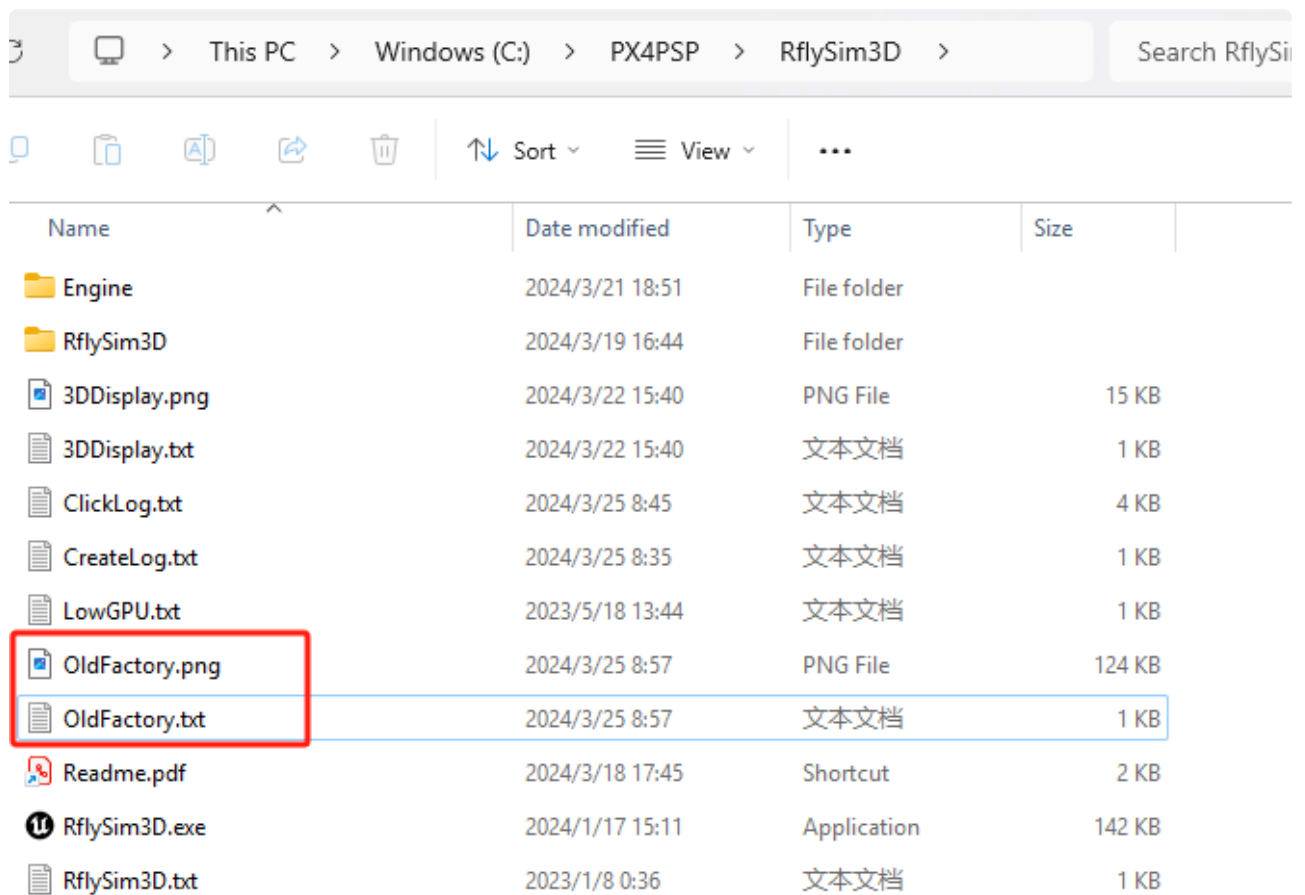 This PC > Windows (C:) > PX4PSP > RflySim3D > Search RflySi
Sort View ...
Name Date modified Type Size
Engine 2024/3/21 18:51 File folder
RflySim3D 2024/3/19 16:44 File folder
3DDisplay.png 2024/3/22 15:40 PNG File 15 KB
3DDisplay.txt 2024/3/22 15:40 文本文档 1 KB
ClickLog.txt 2024/3/25 8:45 文本文档 4 KB
CreateLog.txt 2024/3/25 8:35 文本文档 1 KB
LowGPU.txt 2023/5/18 13:44 文本文档 1 KB
OldFactory.png 2024/3/25 8:57 PNG File 124 KB
OldFactory.txt 2024/3/25 8:57 文本文档 1 KB
Readme.pdf 2024/3/18 17:45 Shortcut 2 KB
RflySim3D.exe 2024/1/17 15:11 Application 142 KB
RflySim3D.txt 2023/1/8 0:36 文本文档 1 KB